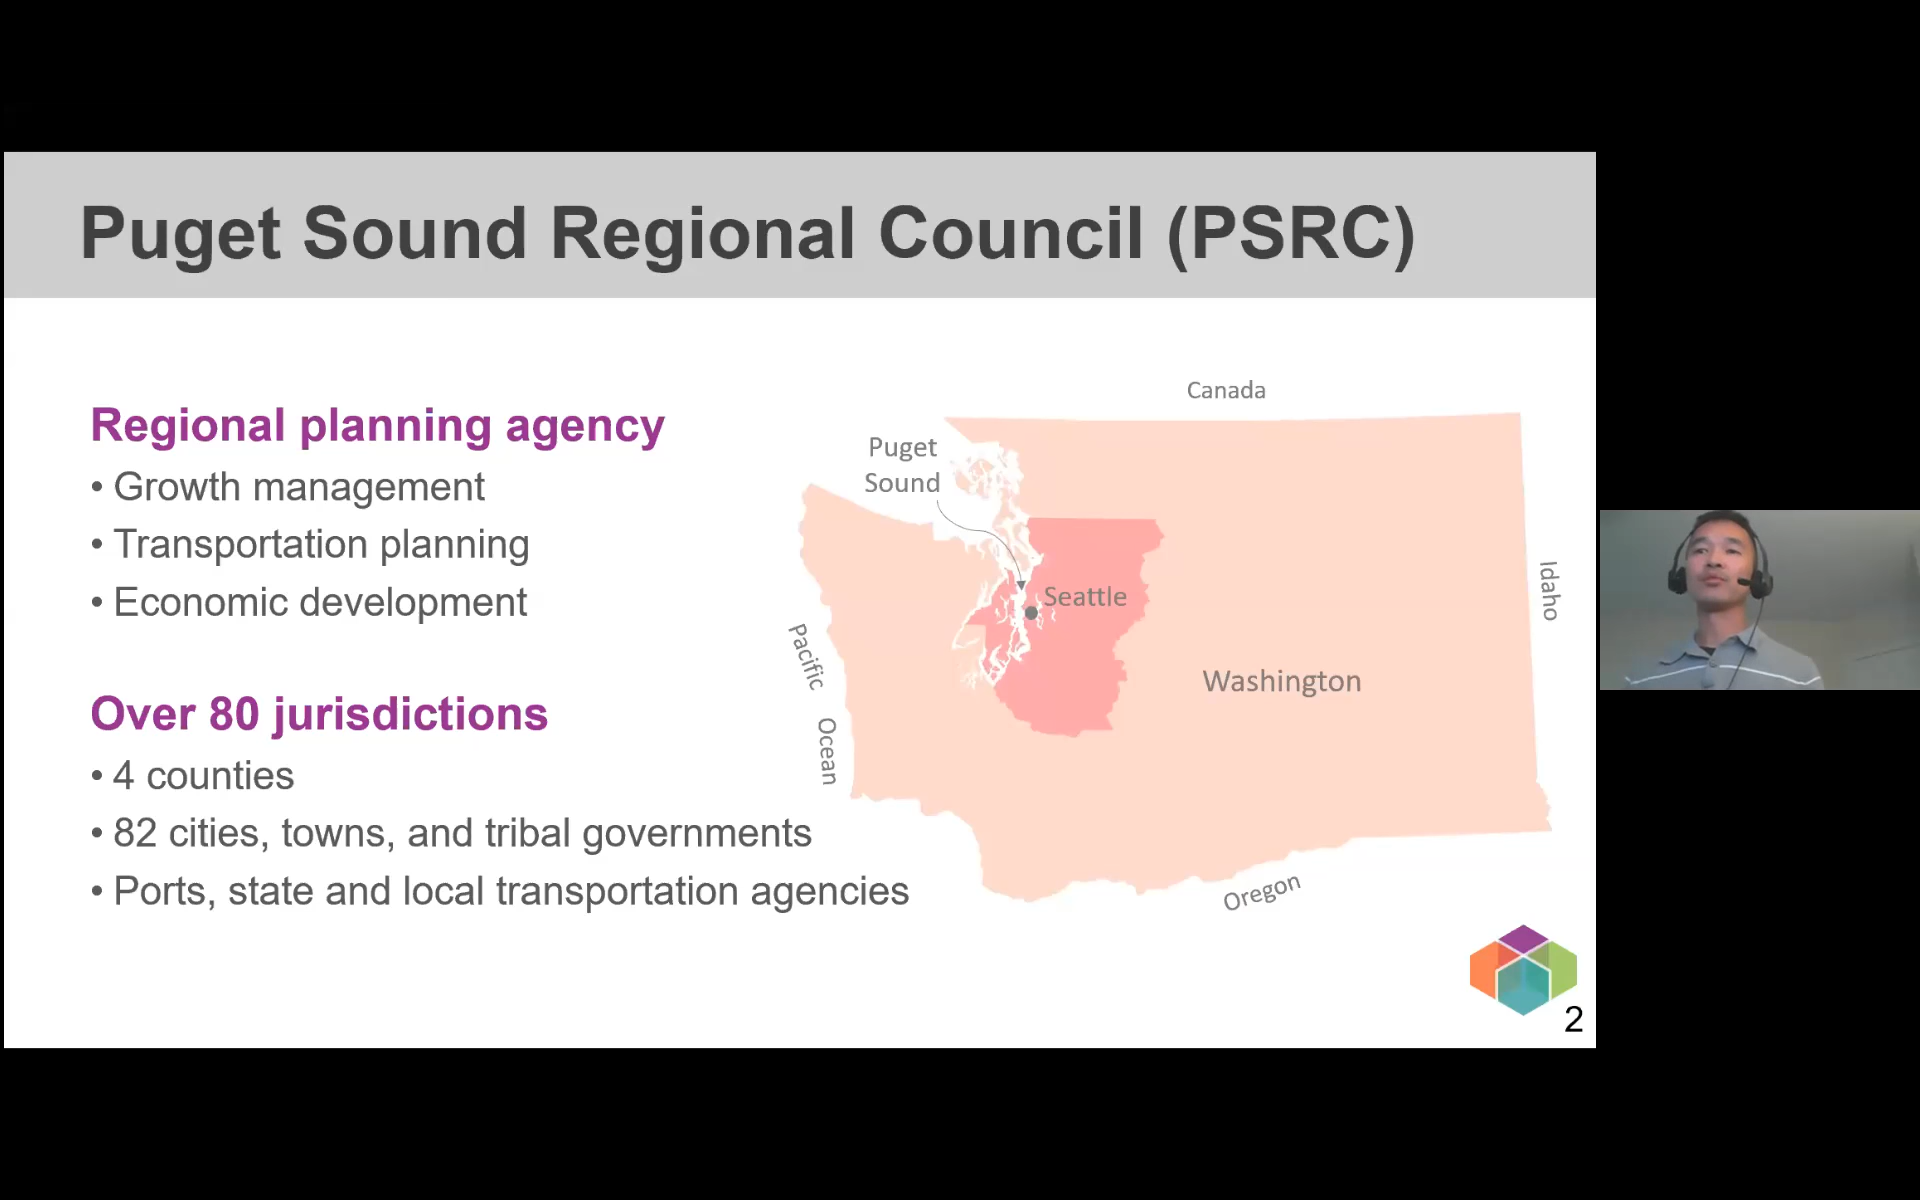 Puget Sound Regional Council (PSRC)
Regional planning agency
• Growth management
• Transportation planning
• Economic development
Over 80 jurisdictions
• 4 counties
• 82 cities, towns, and tribal governments
• Ports, state and local transportation agencies
Canada
Puget
Sound
Seattle
Idaho
Pacific
Ocean
Washington
Oregon
2